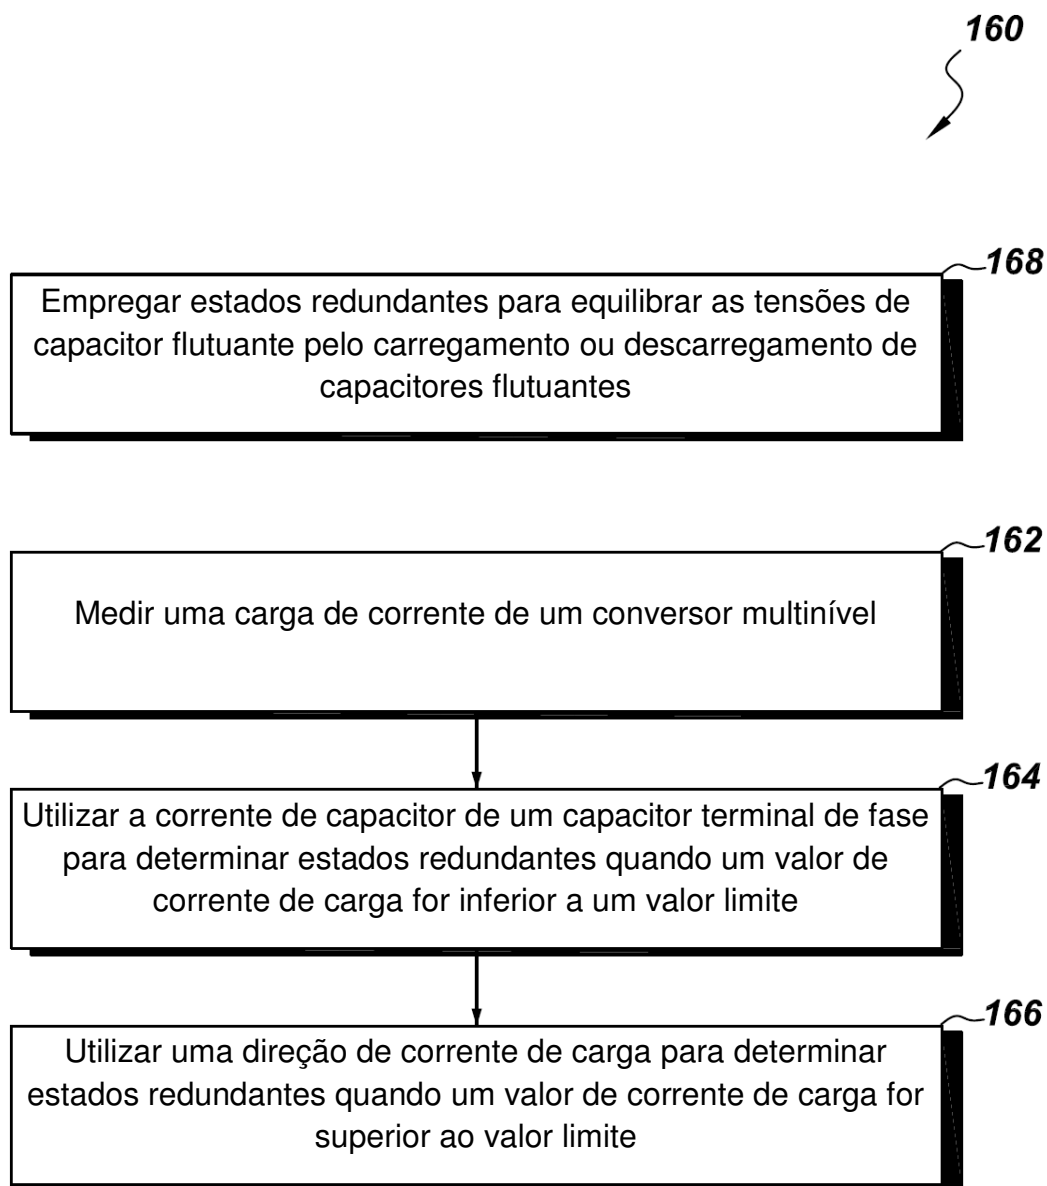 160
168
Empregar estados redundantes para equilibrar as tensões de
capacitor flutuante pelo carregamento ou descarregamento de
capacitores flutuantes
162
Medir uma carga de corrente de um conversor multinível
164
Utilizar a corrente de capacitor de um capacitor terminal de fase
para determinar estados redundantes quando um valor de
corrente de carga for inferior a um valor limite
166
Utilizar uma direção de corrente de carga para determinar
estados redundantes quando um valor de corrente de carga for
superior ao valor limite